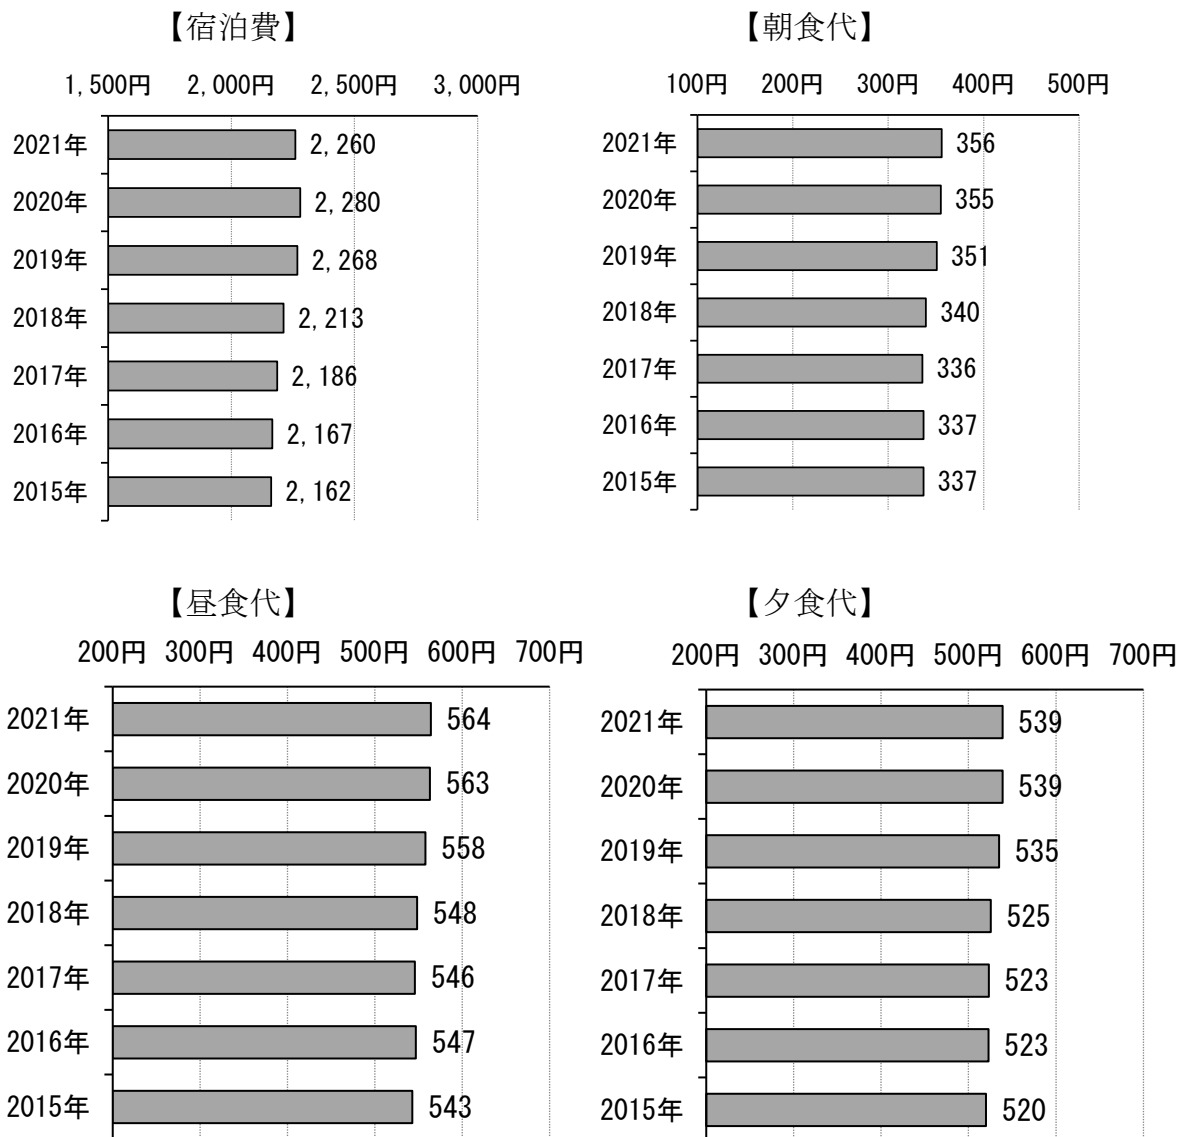 【宿泊費】
1,500円 2,000円 2,500円 3,000円
2021年 2,260
2020年 2,280
2019年 2,268
2018年 2,213
2017年 2,186
2016年 2,167
2015年 2,162
【朝食代】
100円 200円 300円 400円 500円
2021年 356
2020年 355
2019年 351
2018年 340
2017年 336
2016年 337
2015年 337
【昼食代】
200円 300円 400円 500円 600円 700円
2021年 564
2020年 563
2019年 558
2018年 548
2017年 546
2016年 547
2015年 543
【夕食代】
200円 300円 400円 500円 600円 700円
2021年 539
2020年 539
2019年 535
2018年 525
2017年 523
2016年 523
2015年 520